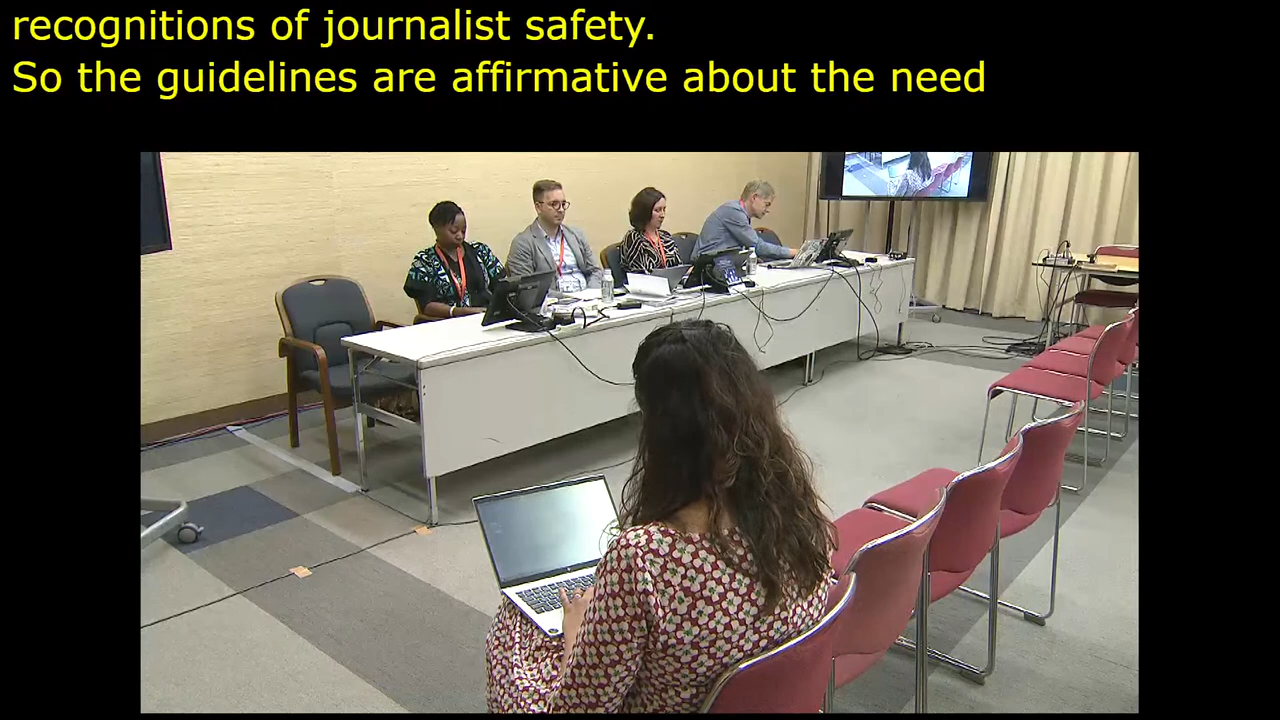 recognitions of journalist safety.
So the guidelines are affirmative about the need